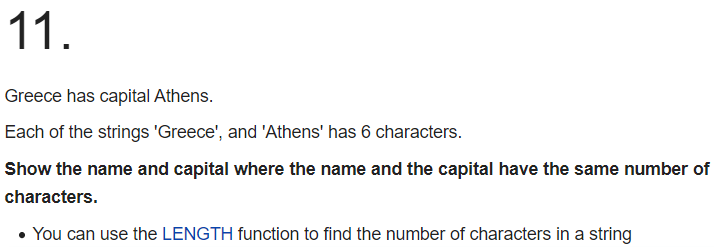 11.
Greece has capital Athens.
Each of the strings 'Greece', and 'Athens' has 6 characters.
Show the name and capital where the name and the capital have the same number of
characters.
• You can use the LENGTH function to find the number of characters in a string